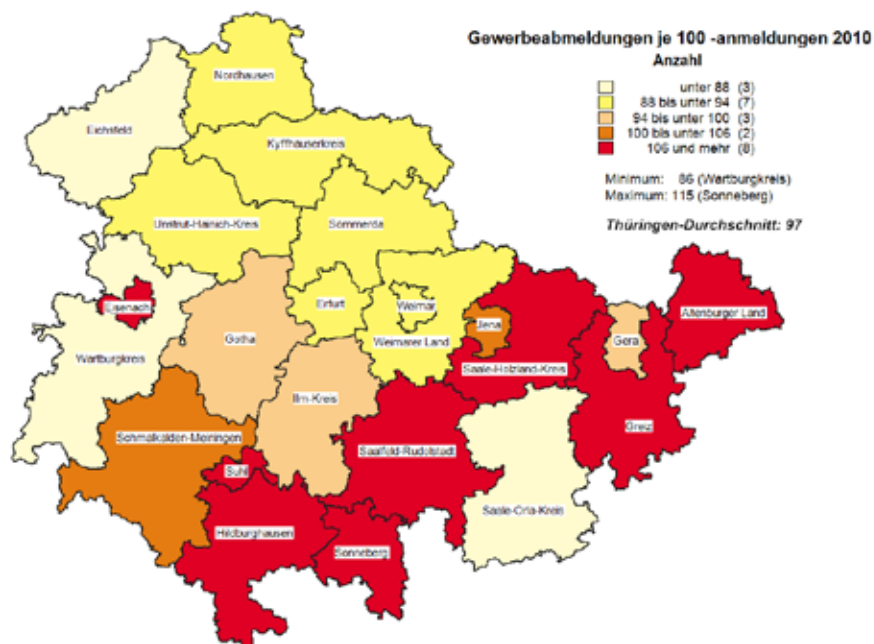 Gewerbeabmeldungen je 100 -anmeldungen 2010
Anzahl
unter 88 (3)
88 bis unter 94 (7)
94 bis unter 100 (3)
100 bis unter 106 (2)
106 und mehr (8)
Minimum: 86 (Wartburgkreis)
Maximum: 115 (Sonneberg)
Thüringen-Durchschnitt: 97
Nordhausen
Eichsfeld
Kyffhäuserkreis
Unstrut-Hainich-Kreis
Sömmerda
Eisenach
Erfurt
Weimar
Jena
Gera
Altenburger Land
Gotha
Weimarer Land
Wartburgkreis
Saale-Holzland-Kreis
Ilm-Kreis
Greiz
Schmalkalden-Meiningen
Saalfeld-Rudolstadt
Suhl
Saale-Orla-Kreis
Hildburghausen
Sonneberg